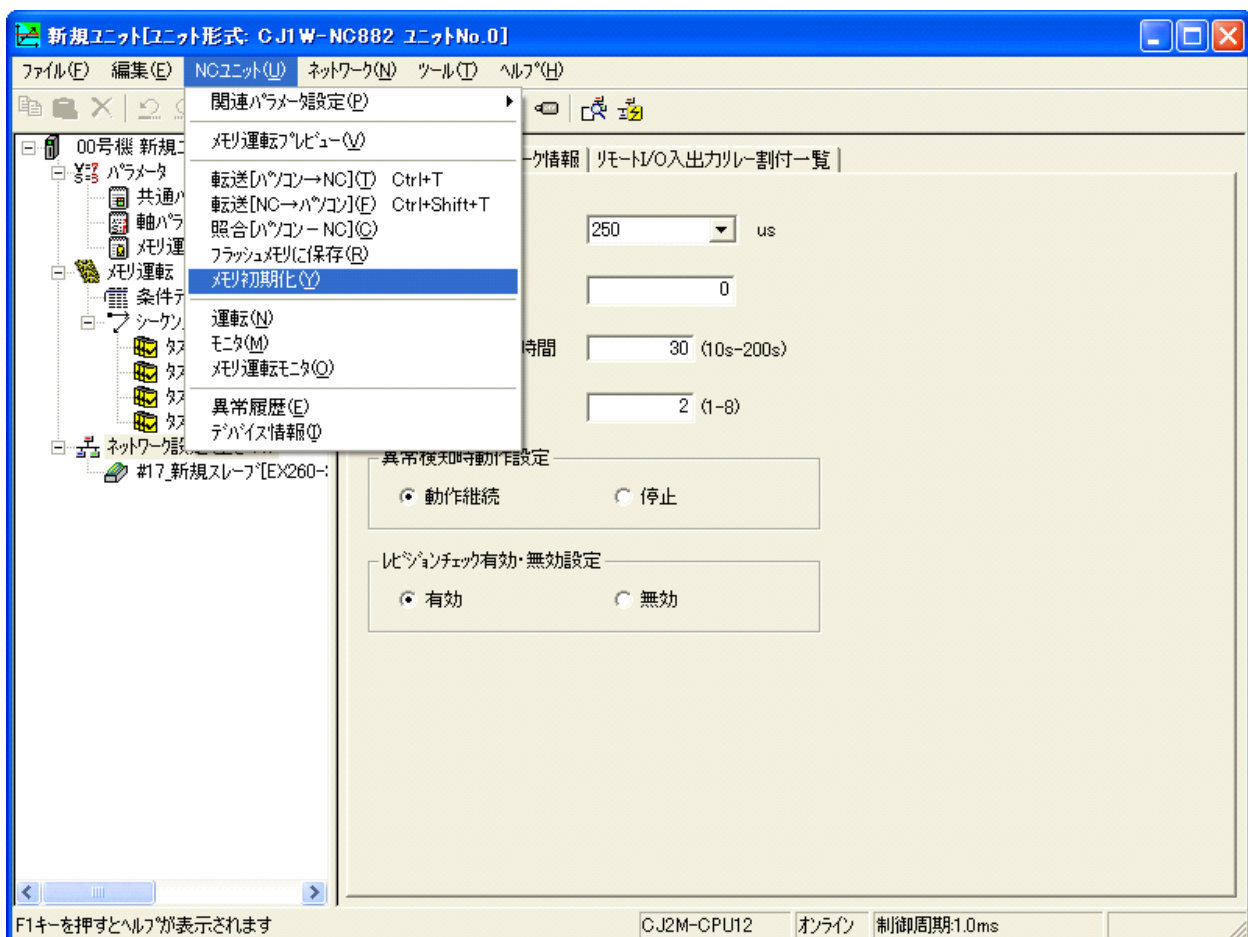 新規ユニット[ユニット形式: CJ1W-NC882 ユニットNo.0]
ファイル(F) 編集(E) NCユニット(U) ネットワーク(N) ツール(T) ヘルプ(H)
関連パラメータ設定(P)
メモリ運転プレビュー(V)
転送[パソコン→NC](T) Ctrl+T
転送[NC→パソコン](F) Ctrl+Shift+T
照合[パソコン－NC](C)
フラッシュメモリに保存(R)
メモリ初期化(Y)
運転(N)
モニタ(M)
メモリ運転モニタ(O)
異常履歴(E)
デバイス情報(I)
00号機 新規
パラメータ
共通
軸パラ
メモリ運
メモリ運転
条件デ
シーケン
タス
タス
タス
タス
ネットワーク設
#17_新規スレーブ[EX260-
ーク情報 リモートI/O入出力リレー割付一覧
250 us
0
時間 30 (10s-200s)
2 (1-8)
異常検知時動作設定
動作継続 停止
レビジョンチェック有効・無効設定
有効 無効
F1キーを押すとヘルプが表示されます CJ2M-CPU12 オンライン 制御周期:1.0ms